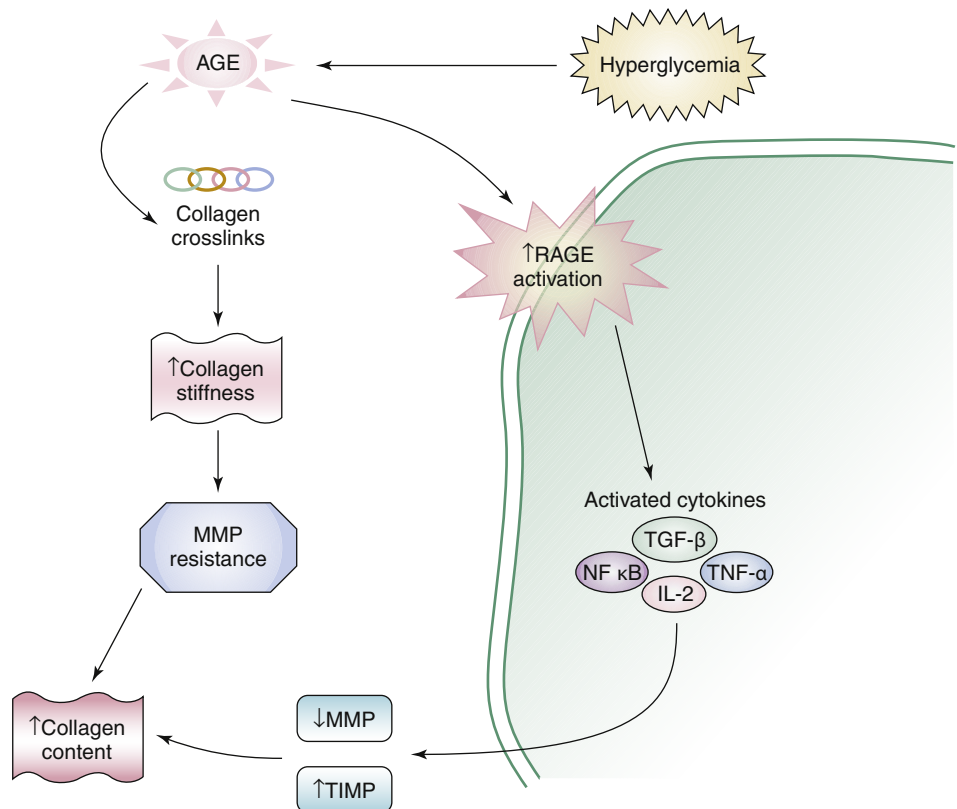 AGE
Hyperglycemia
Collagen
crosslinks
↑RAGE
activation
↑Collagen
stiffness
MMP
resistance
Activated cytokines
TGF-β
NF κB
TNF-α
IL-2
↑Collagen
content
↓MMP
↑TIMP